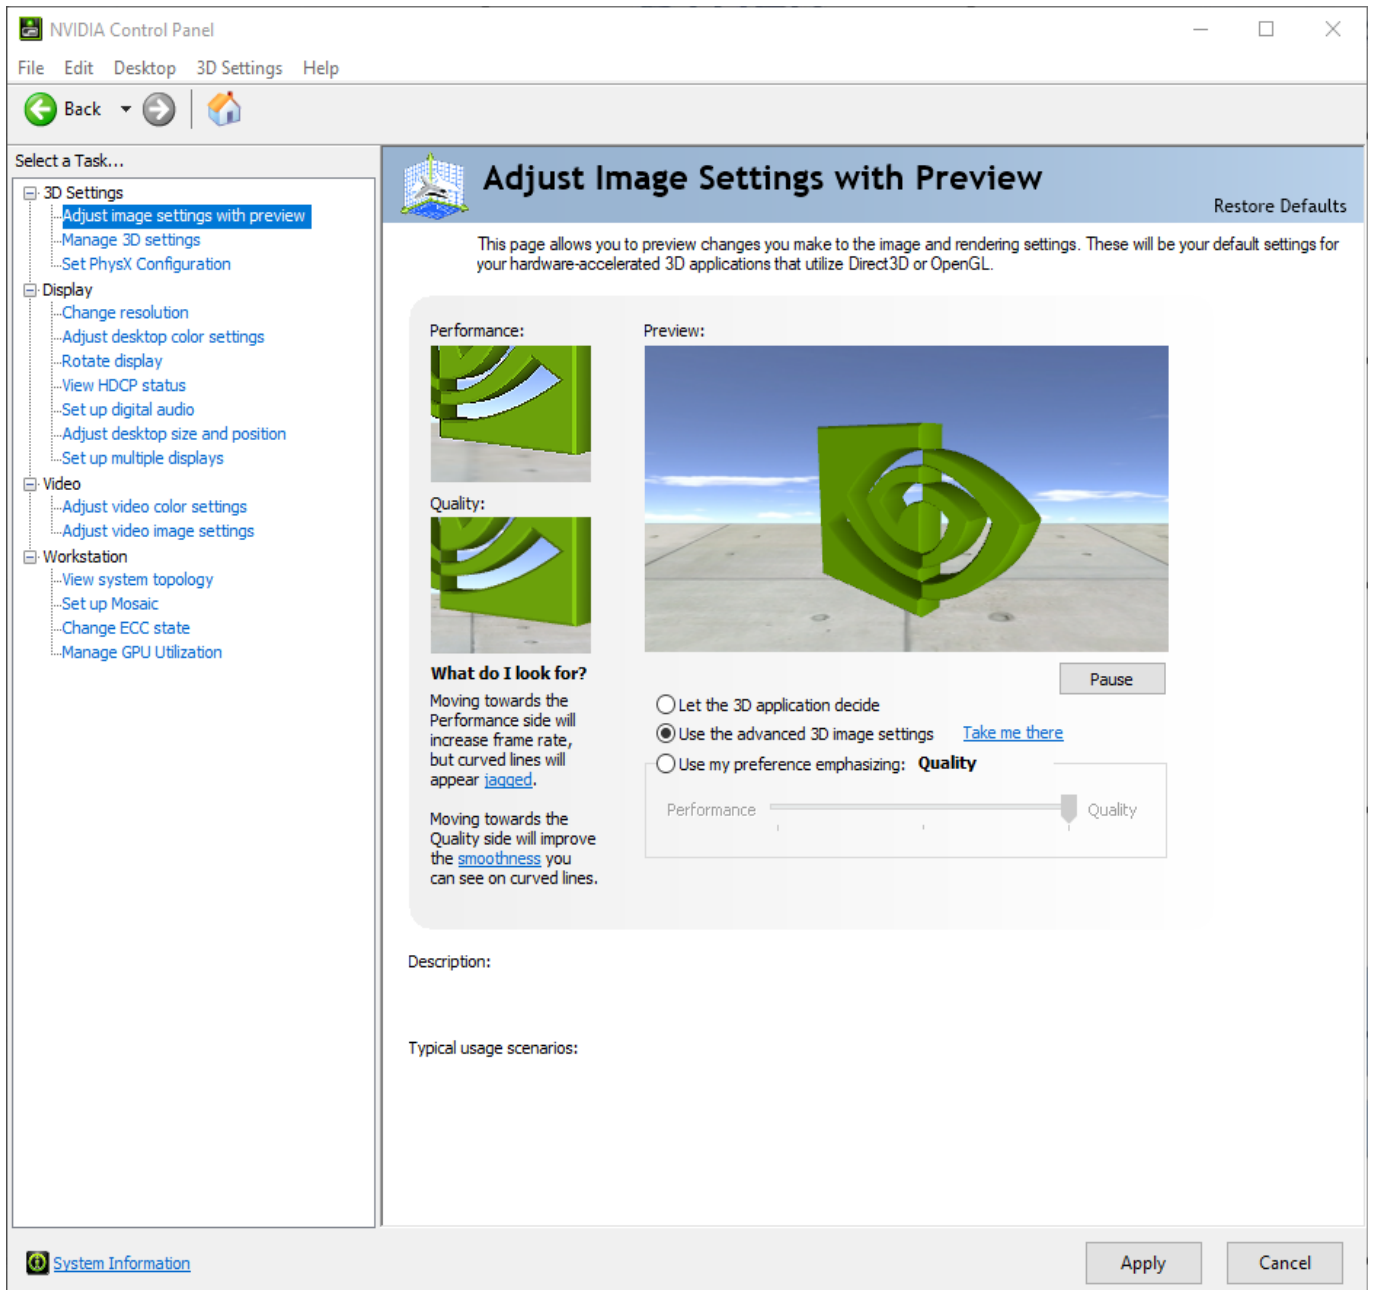 NVIDIA Control Panel
File Edit Desktop 3D Settings Help
Back
Select a Task...
3D Settings
Adjust image settings with preview
Manage 3D settings
Set PhysX Configuration
Display
Change resolution
Adjust desktop color settings
Rotate display
View HDCP status
Set up digital audio
Adjust desktop size and position
Set up multiple displays
Video
Adjust video color settings
Adjust video image settings
Workstation
View system topology
Set up Mosaic
Change ECC state
Manage GPU Utilization
Adjust Image Settings with Preview
Restore Defaults
This page allows you to preview changes you make to the image and rendering settings. These will be your default settings for
your hardware-accelerated 3D applications that utilize Direct3D or OpenGL.
Performance:
Quality:
What do I look for?
Moving towards the
Performance side will
increase frame rate,
but curved lines will
appear jagged.
Moving towards the
Quality side will improve
the smoothness you
can see on curved lines.
Preview:
Pause
Let the 3D application decide
Use the advanced 3D image settings Take me there
Use my preference emphasizing: Quality
Performance Quality
Description:
Typical usage scenarios:
System Information
Apply Cancel